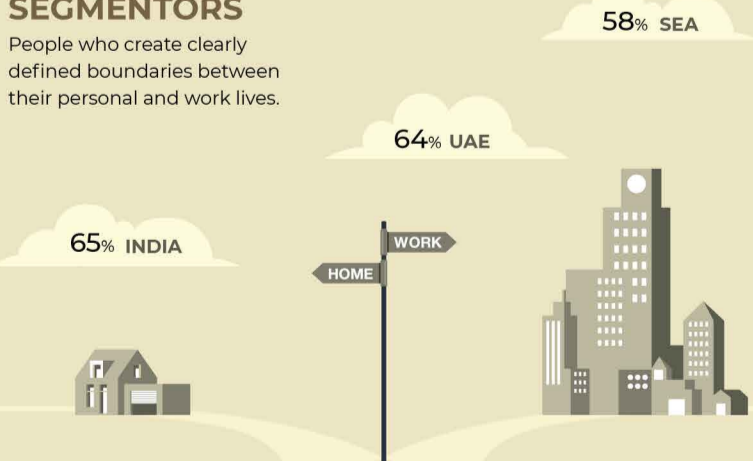 SEGMENTORS
People who create clearly
defined boundaries between
their personal and work lives.
58% SEA
64% UAE
65% INDIA
WORK
HOME